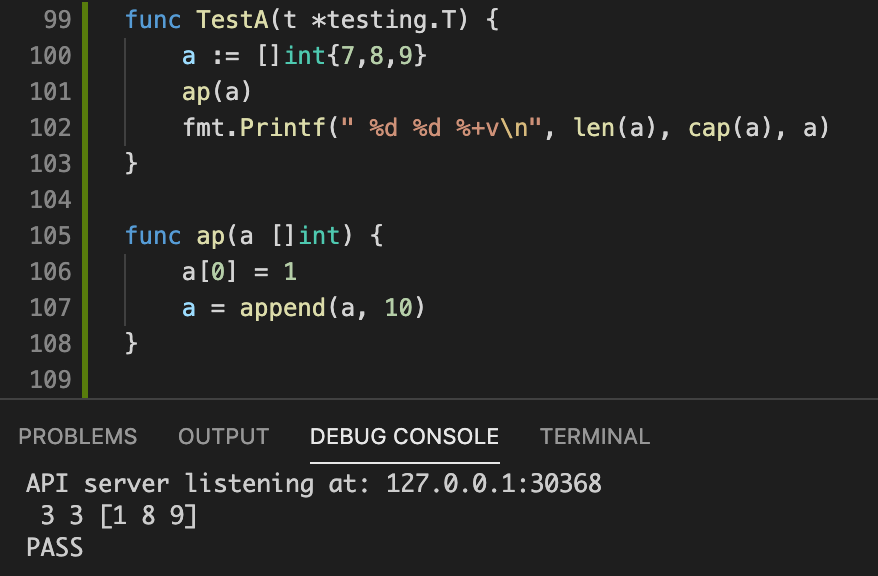 99 func TestA(t *testing.T) {
100 a := []int{7,8,9}
101 ap(a)
102 fmt.Printf(" %d %d %+v\n", len(a), cap(a), a)
103 }
104
105 func ap(a []int) {
106 a[0] = 1
107 a = append(a, 10)
108 }
109
PROBLEMS OUTPUT DEBUG CONSOLE TERMINAL
API server listening at: 127.0.0.1:30368
3 3 [1 8 9]
PASS